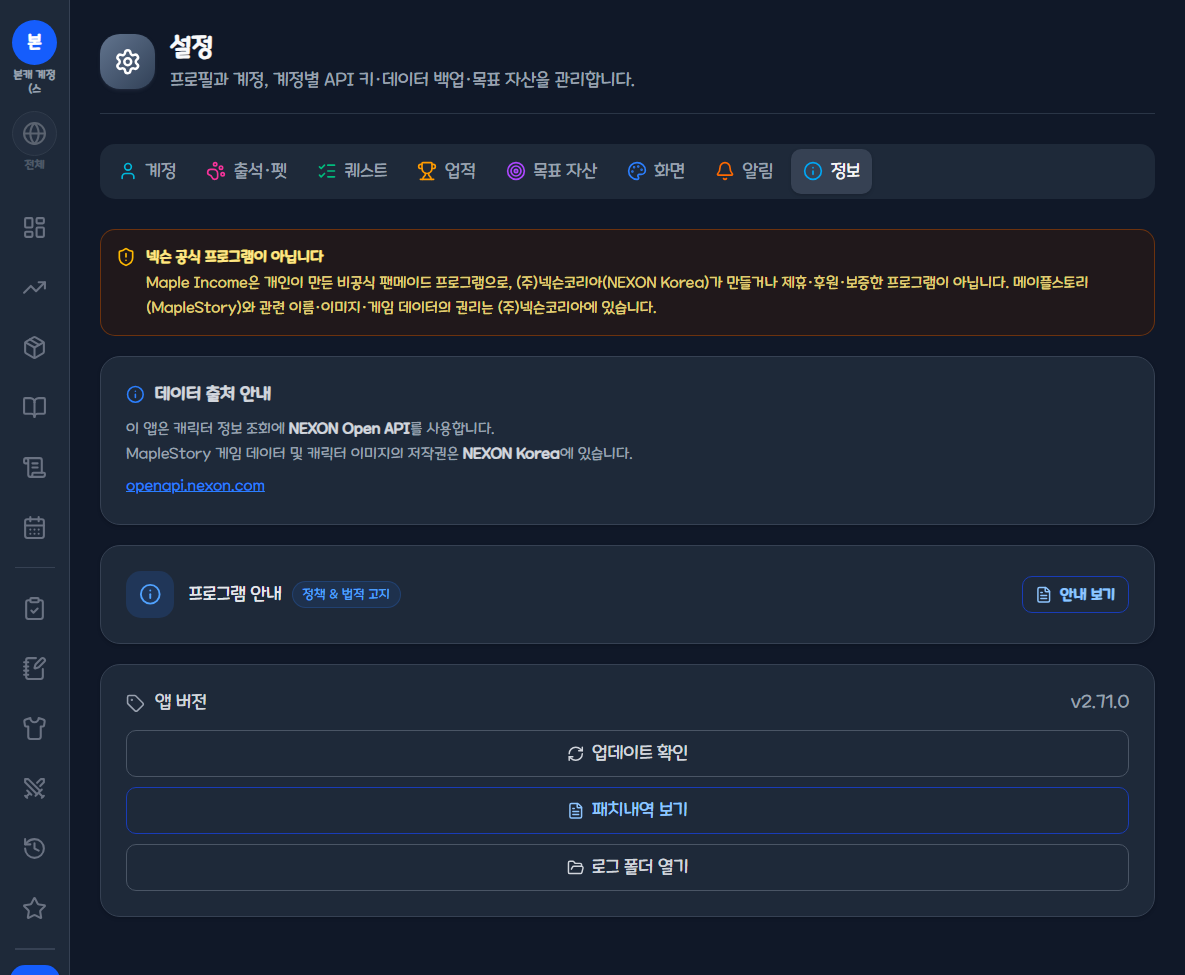 본
본캐 계정
(스
전체
설정
프로필과 계정, 계정별 API 키·데이터 백업·목표 자산을 관리합니다.
계정 출석·펫 퀘스트 업적 목표 자산 화면 알림 정보
넥슨 공식 프로그램이 아닙니다
Maple Income은 개인이 만든 비공식 팬메이드 프로그램으로, (주)넥슨코리아(NEXON Korea)가 만들거나 제휴·후원·보증한 프로그램이 아닙니다. 메이플스토리
(MapleStory)와 관련 이름·이미지·게임 데이터의 권리는 (주)넥슨코리아에 있습니다.
데이터 출처 안내
이 앱은 캐릭터 정보 조회에 NEXON Open API를 사용합니다.
MapleStory 게임 데이터 및 캐릭터 이미지의 저작권은 NEXON Korea에 있습니다.
openapi.nexon.com
프로그램 안내 정책 & 법적 고지 안내 보기
앱 버전 v2.71.0
업데이트 확인
패치내역 보기
로그 폴더 열기